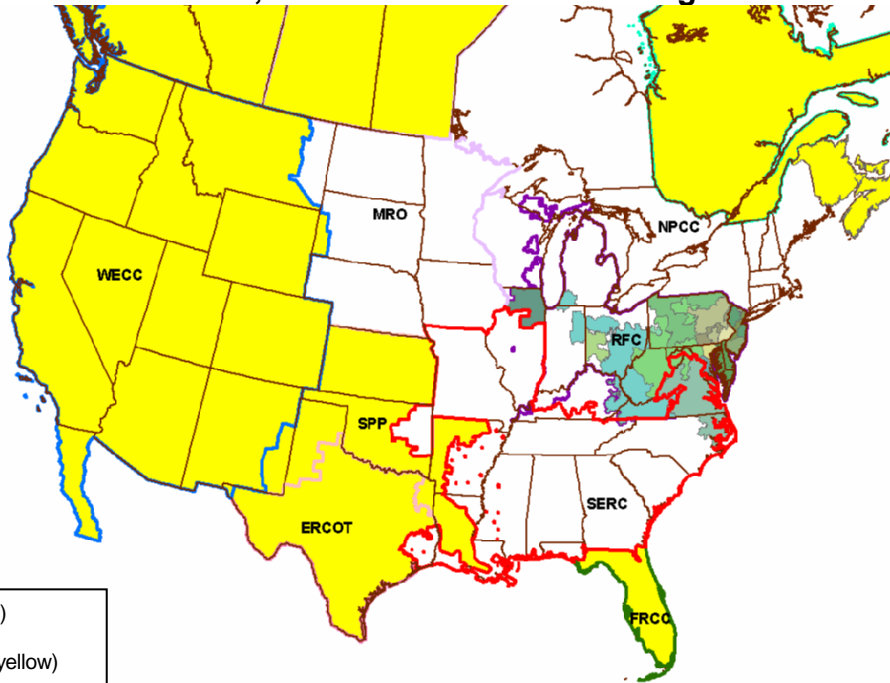 MRO
NPCC
WECC
RFC
SPP
SERC
ERCOT
FRCC
)
yellow)